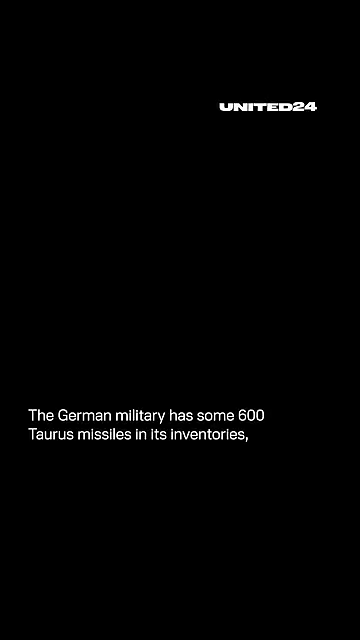 UNITED24
The German military has some 600
Taurus missiles in its inventories,